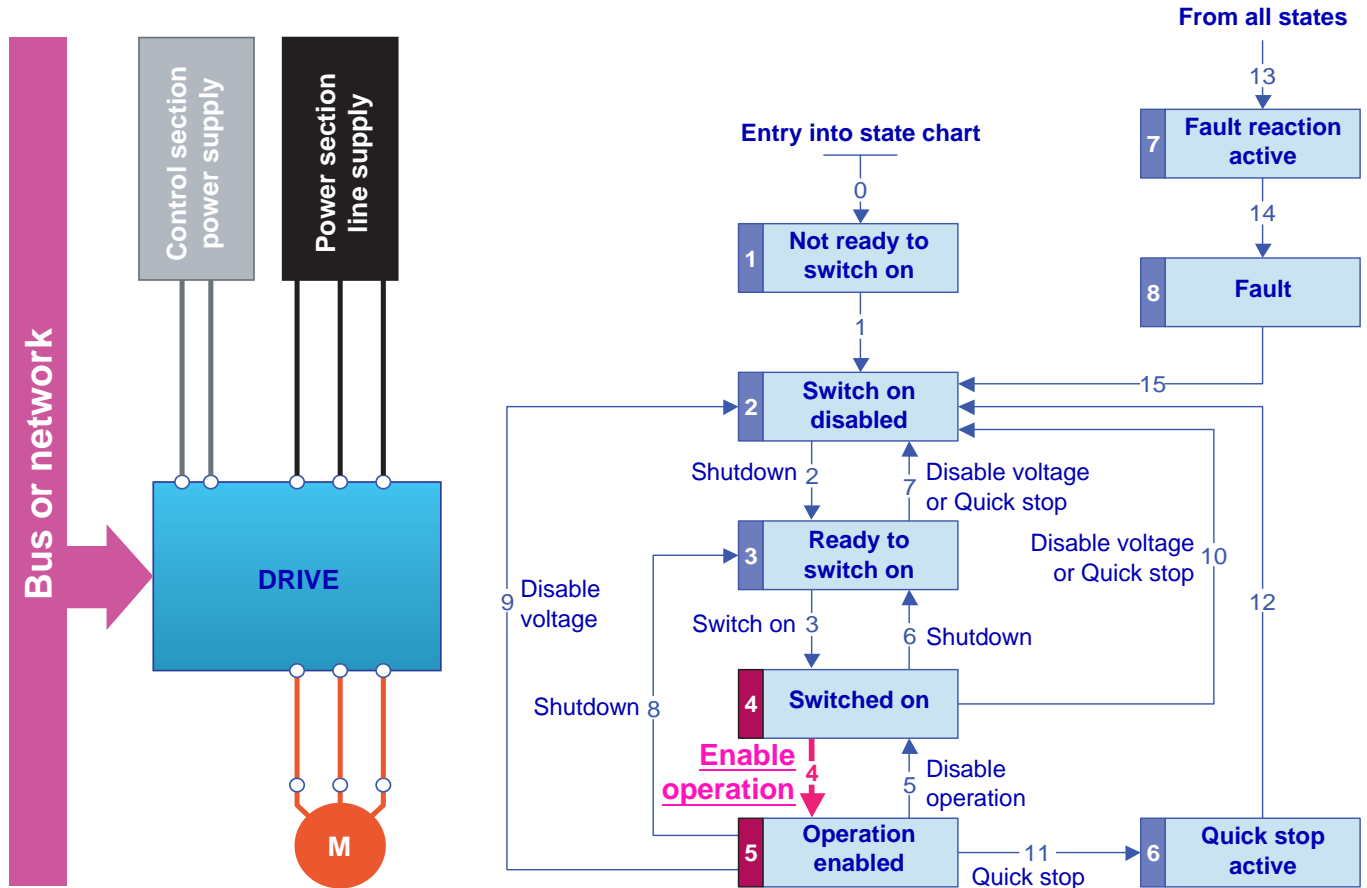 Bus or network
Control section
power supply
Power section
line supply
DRIVE
M
From all states
13
7
Fault reaction
active
14
8
Fault
15
Entry into state chart
0
1
Not ready to
switch on
1
2
Switch on
disabled
Shutdown 2
7
Disable voltage
or Quick stop
3
Ready to
switch on
Disable voltage
or Quick stop
10
12
9 Disable
voltage
Switch on 3
6 Shutdown
4
Switched on
Shutdown 8
Enable
operation
4
5
Disable
operation
5
Operation
enabled
11
Quick stop
6
Quick stop
active